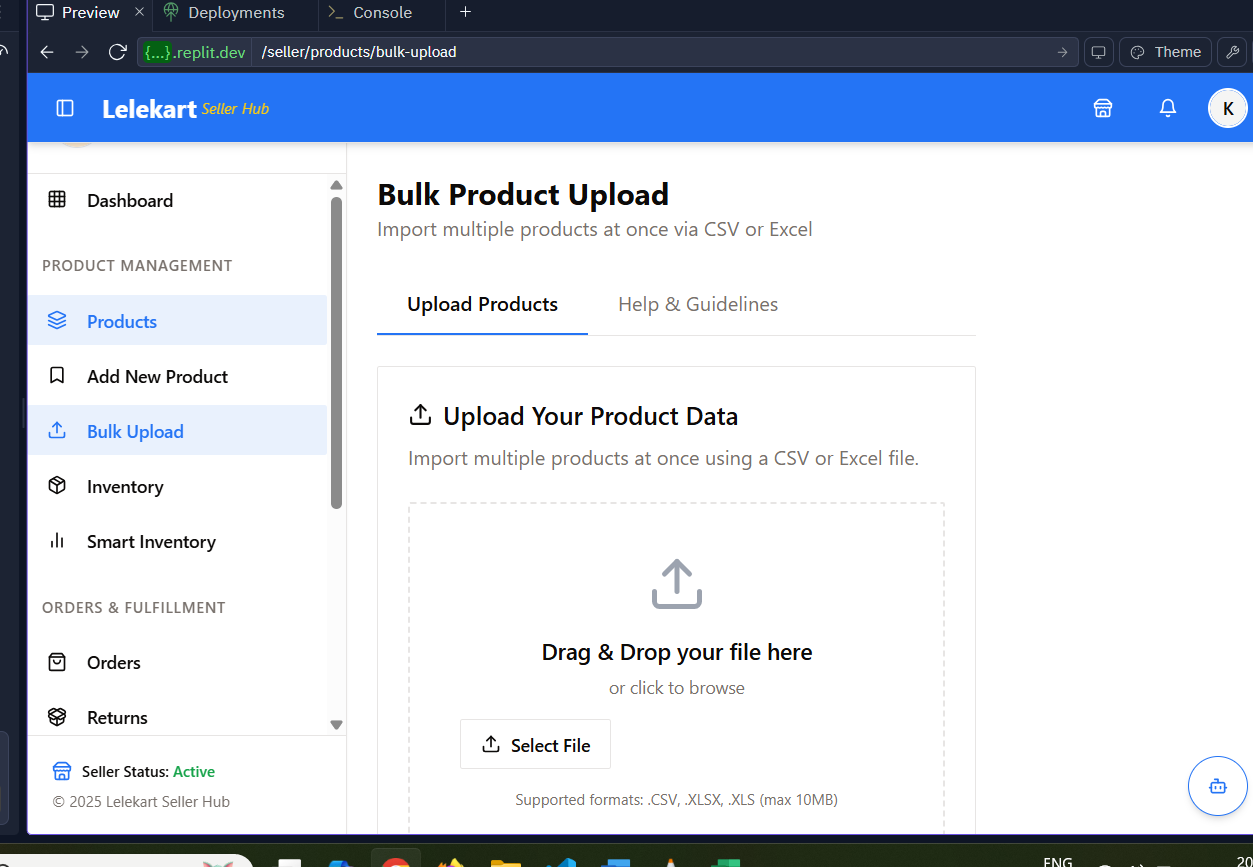 Preview
Deployments
Console
{...}.replit.dev /seller/products/bulk-upload
Theme
Lelekart Seller Hub
K
Dashboard
PRODUCT MANAGEMENT
Products
Add New Product
Bulk Upload
Inventory
Smart Inventory
ORDERS & FULFILLMENT
Orders
Returns
Seller Status: Active
© 2025 Lelekart Seller Hub
Bulk Product Upload
Import multiple products at once via CSV or Excel
Upload Products
Help & Guidelines
Upload Your Product Data
Import multiple products at once using a CSV or Excel file.
Drag & Drop your file here
or click to browse
Select File
Supported formats: .CSV, .XLSX, .XLS (max 10MB)
ENG
20